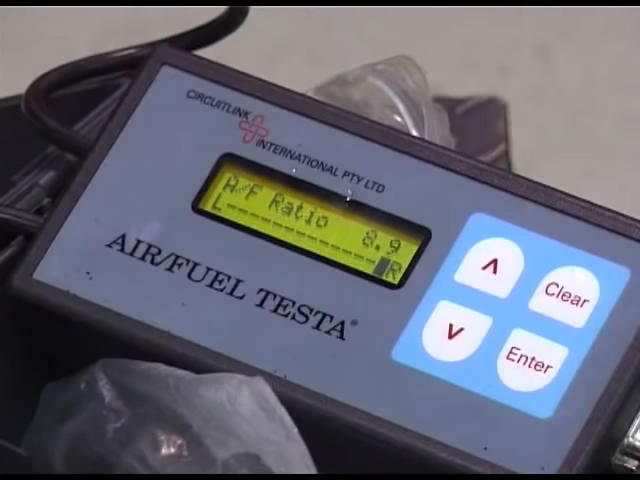 CIRCUITLINK
INTERNATIONAL PTY LTD
A/F Ratio 8.9
L----------------█R
AIR/FUEL TESTA®
^
Clear
v
Enter